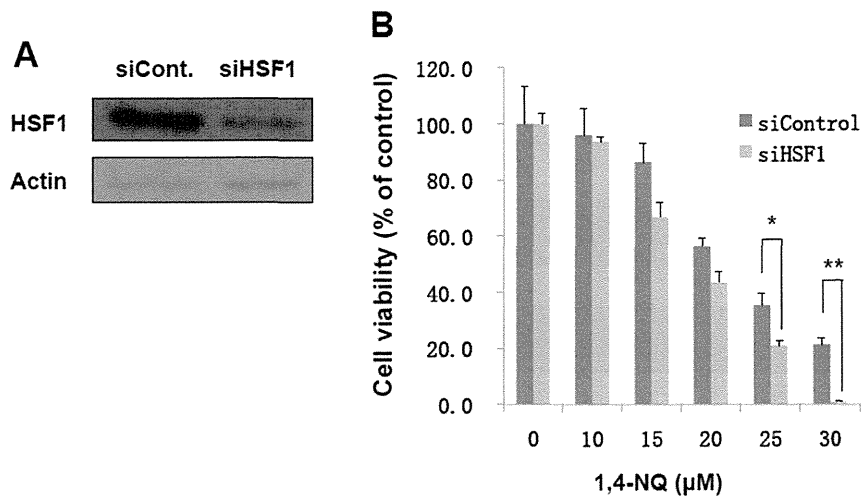 A
siCont. siHSF1
HSF1
Actin
B
Cell viability (% of control)
120.0
100.0
80.0
60.0
40.0
20.0
0.0
siControl
siHSF1
*
**
0 10 15 20 25 30
1,4-NQ (μM)